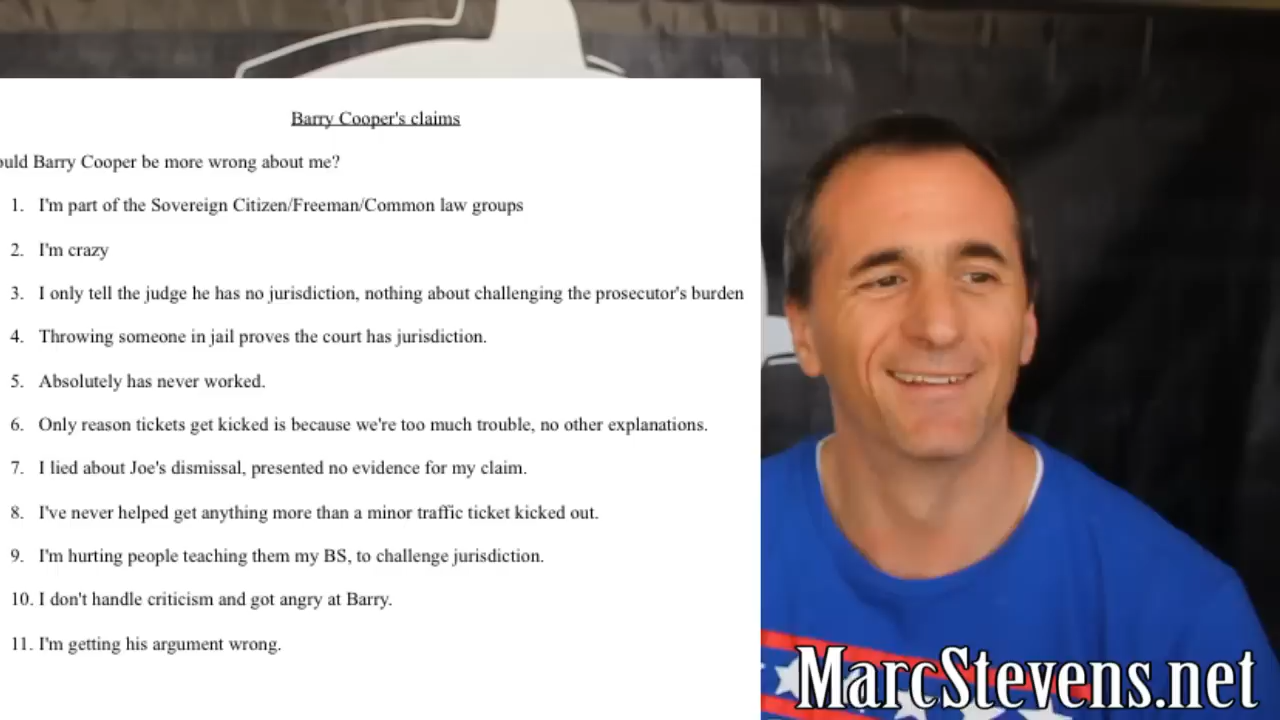 Barry Cooper's claims
Barry Cooper be more wrong about me?
1. I'm part of the Sovereign Citizen/Freeman/Common law groups
2. I'm crazy
3. I only tell the judge he has no jurisdiction, nothing about challenging the prosecutor's burden
4. Throwing someone in jail proves the court has jurisdiction.
5. Absolutely has never worked.
6. Only reason tickets get kicked is because we're too much trouble, no other explanations.
7. I lied about Joe's dismissal, presented no evidence for my claim.
8. I've never helped get anything more than a minor traffic ticket kicked out.
9. I'm hurting people teaching them my BS, to challenge jurisdiction.
10. I don't handle criticism and got angry at Barry.
11. I'm getting his argument wrong.
MarcStevens.net